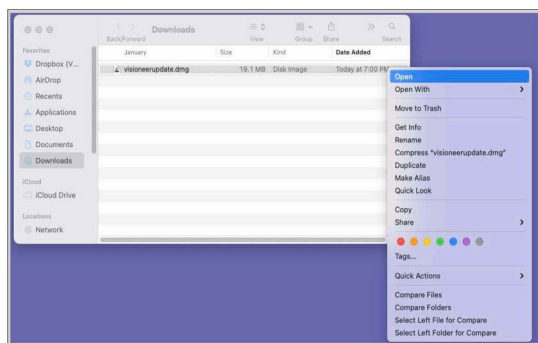 Downloads
Back/Forward View Group Share Search
Favorites
Dropbox (V...
AirDrop
Recents
Applications
Desktop
Documents
Downloads
iCloud
iCloud Drive
Locations
Network
January Size Kind Date Added
visioneerupdate.dmg 19.1 MB Disk Image Today at 7:00 PM
Open
Open With
Move to Trash
Get Info
Rename
Compress "visioneerupdate.dmg"
Duplicate
Make Alias
Quick Look
Copy
Share
Tags...
Quick Actions
Compare Files
Compare Folders
Select Left File for Compare
Select Left Folder for Compare